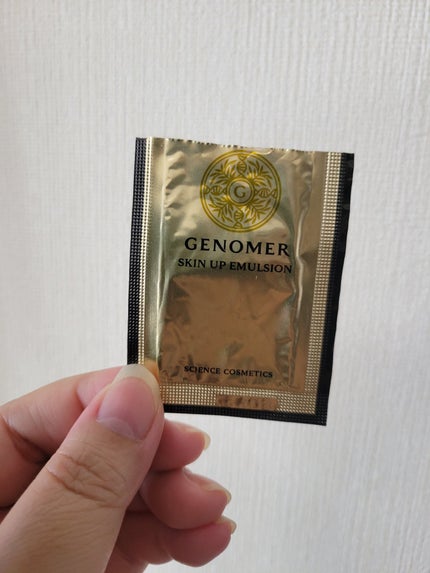 G
GENOMER
SKIN UP EMULSION
SCIENCE COSMETICS